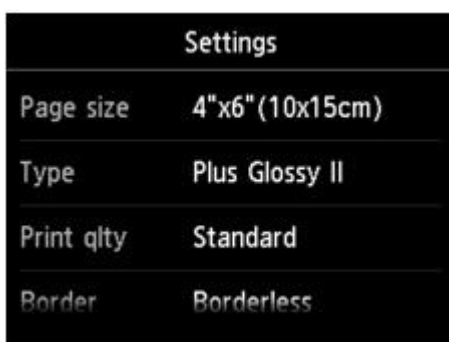 Settings
Page size 4"x6"(10x15cm)
Type Plus Glossy II
Print qlty Standard
Border Borderless